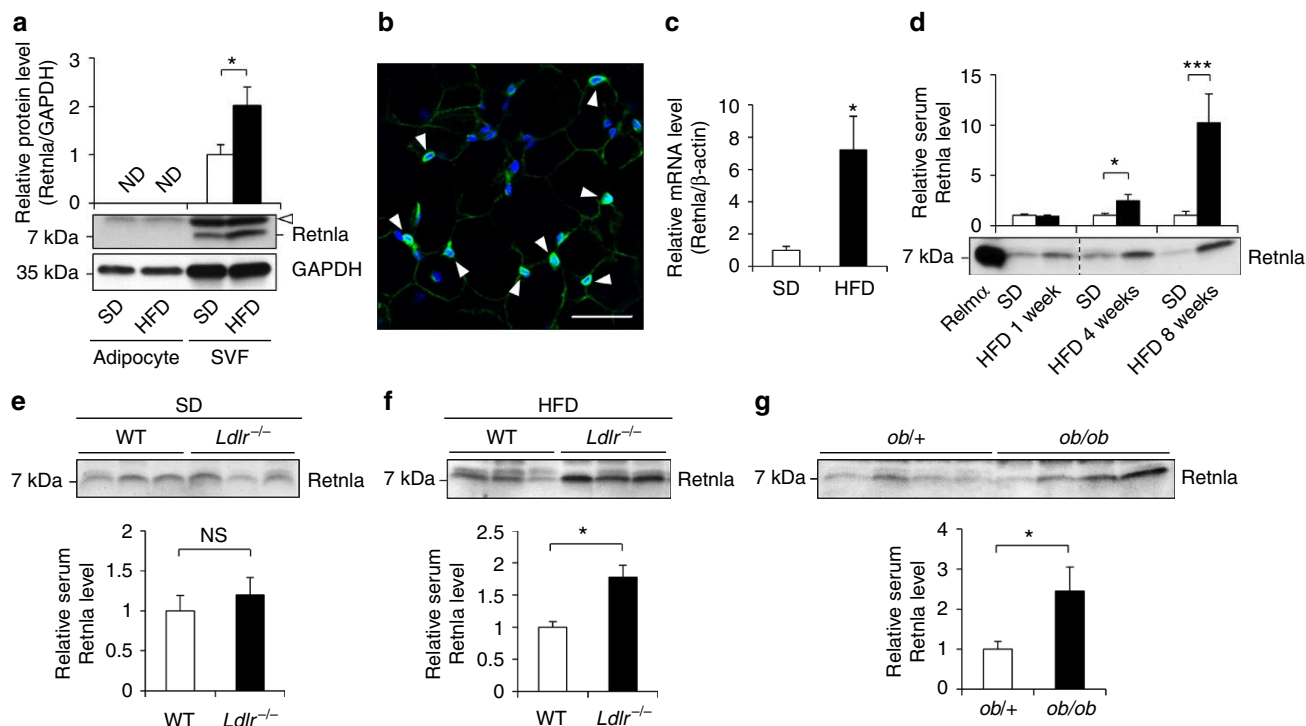 a
Relative protein level
(Retnla/GAPDH)
3
2
1
0
*
ND
ND
7 kDa
Retnla
35 kDa
GAPDH
SD
HFD
SD
HFD
Adipocyte
SVF
b
c
Relative mRNA level
(Retnla/β-actin)
10
8
6
4
2
0
*
SD
HFD
d
Relative serum
Retnla level
15
10
5
0
*
***
7 kDa
Retnla
Relmα
SD
HFD 1 week
SD
HFD 4 weeks
SD
HFD 8 weeks
e
SD
WT
Ldlr−/−
7 kDa
Retnla
Relative serum
Retnla level
2
1.5
1
0.5
0
NS
WT
Ldlr−/−
f
HFD
WT
Ldlr−/−
7 kDa
Retnla
Relative serum
Retnla level
2.5
2
1.5
1
0.5
0
*
WT
Ldlr−/−
g
ob/+
ob/ob
7 kDa
Retnla
Relative serum
Retnla level
4
3
2
1
0
*
ob/+
ob/ob